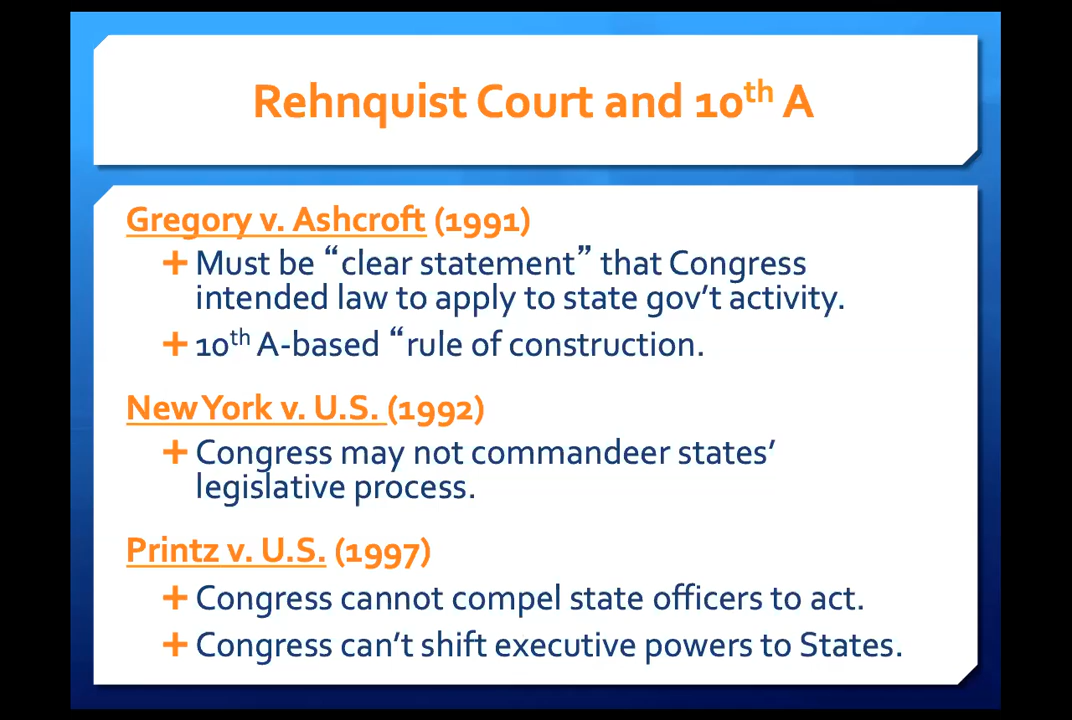 Rehnquist Court and 10th A
Gregory v. Ashcroft (1991)
+ Must be “clear statement” that Congress
intended law to apply to state gov’t activity.
+ 10th A-based “rule of construction.
New York v. U.S. (1992)
+ Congress may not commandeer states’
legislative process.
Printz v. U.S. (1997)
+ Congress cannot compel state officers to act.
+ Congress can’t shift executive powers to States.